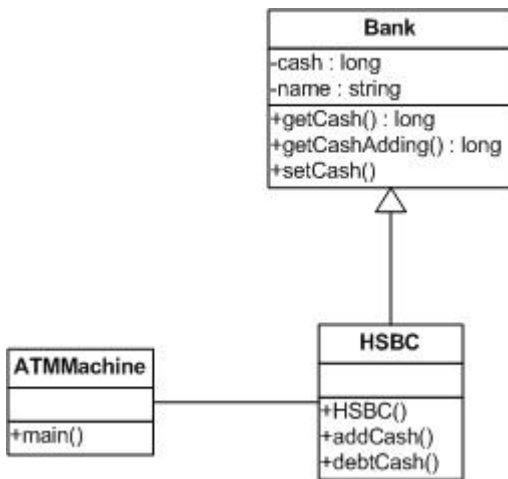 Bank
-cash : long
-name : string
+getCash() : long
+getCashAdding() : long
+setCash()
HSBC
+HSBC()
+addCash()
+debtCash()
ATMMachine
+main()